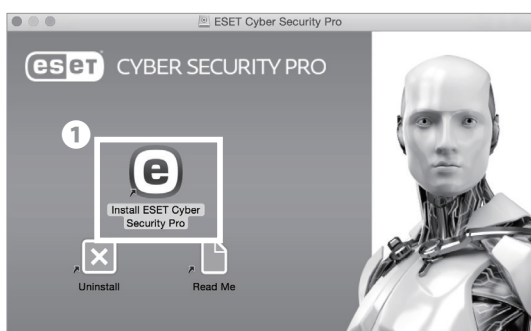 ESET Cyber Security Pro
eset CYBER SECURITY PRO
1
e
Install ESET Cyber
Security Pro
Uninstall
Read Me